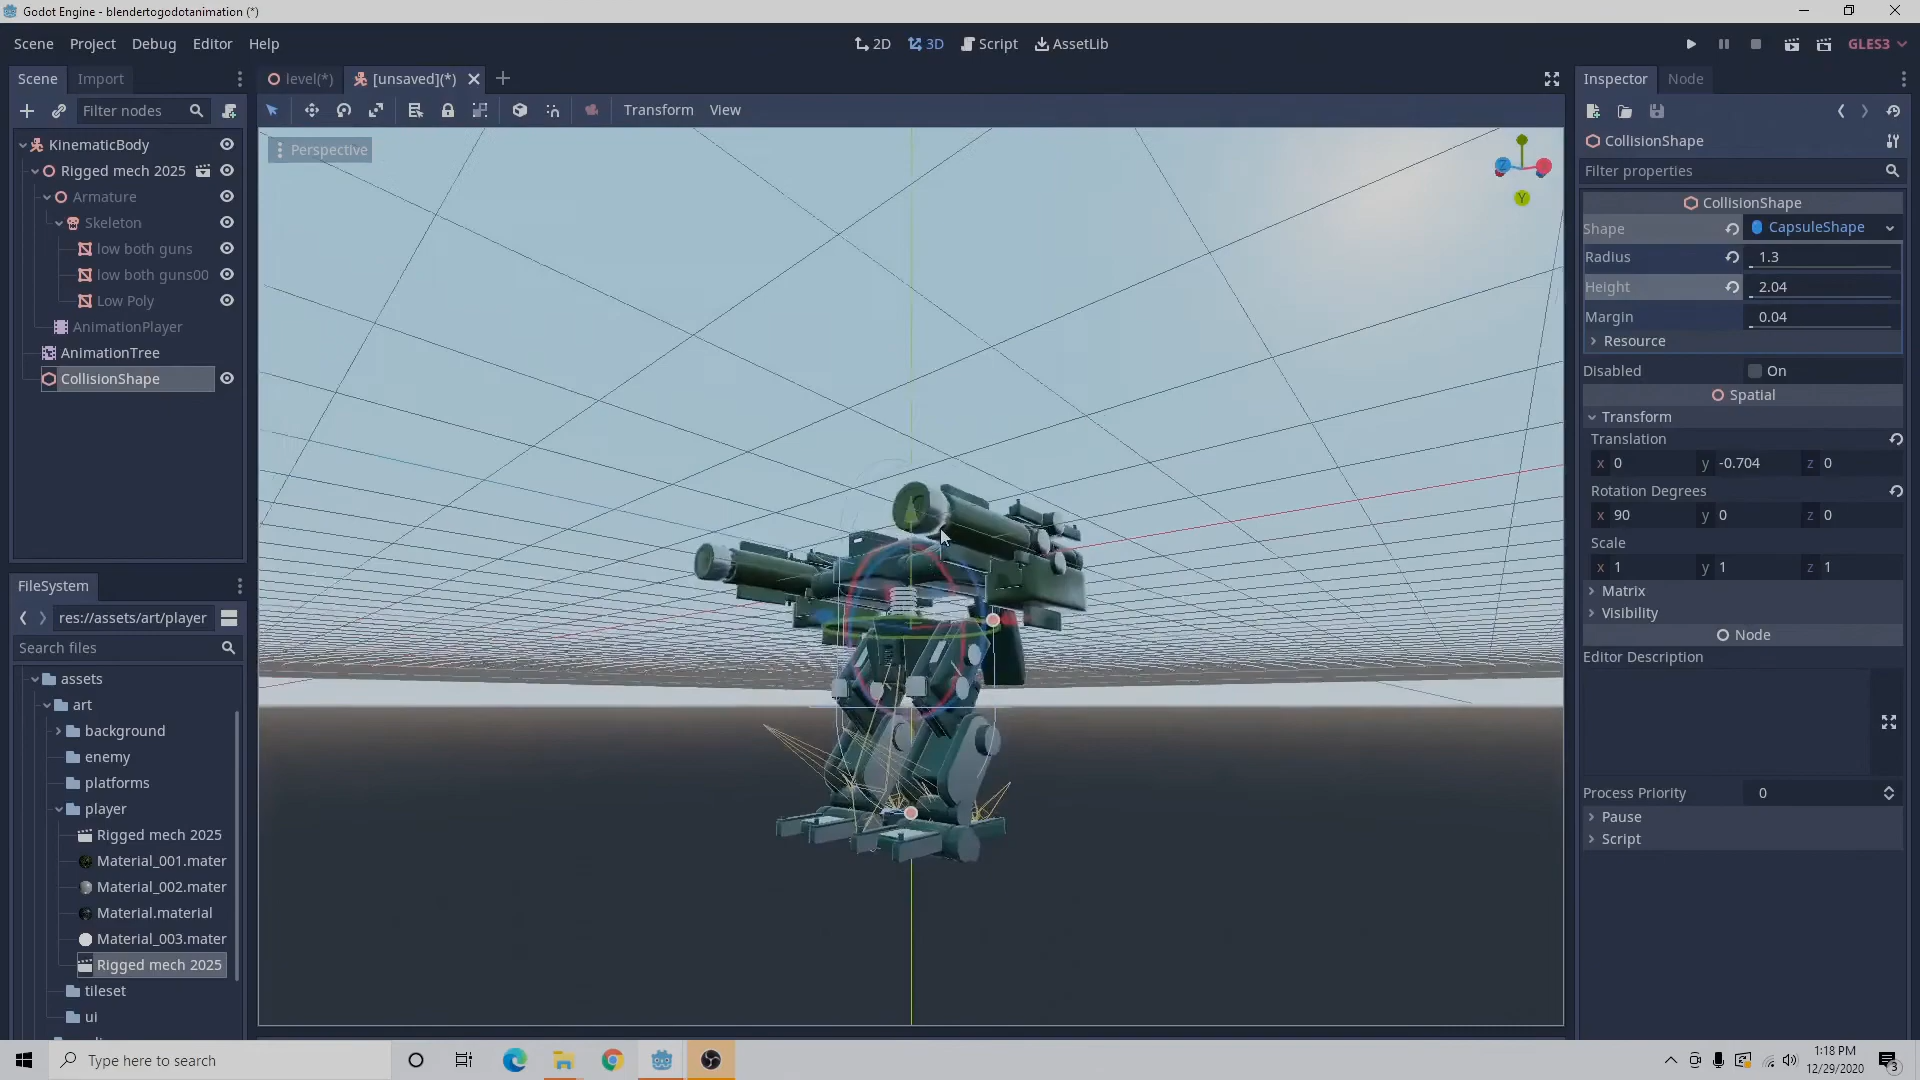 Godot Engine - blendertogodotanimation (*)
Scene Project Debug Editor Help
2D 3D Script AssetLib
GLES3
Scene Import
Filter nodes
KinematicBody
Rigged mech 2025
Armature
Skeleton
low both guns
low both guns00
Low Poly
AnimationPlayer
AnimationTree
CollisionShape
FileSystem
res://assets/art/player
Search files
assets
art
background
enemy
platforms
player
Rigged mech 2025
Material_001.mater
Material_002.mater
Material.material
Material_003.mater
Rigged mech 2025
tileset
ui
level(*) [unsaved](*)
Transform View
Perspective
Z
Y
Inspector Node
CollisionShape
Filter properties
CollisionShape
Shape CapsuleShape
Radius 1.3
Height 2.04
Margin 0.04
Resource
Disabled On
Spatial
Transform
Translation
x 0 y -0.704 z 0
Rotation Degrees
x 90 y 0 z 0
Scale
x 1 y 1 z 1
Matrix
Visibility
Node
Editor Description
Process Priority 0
Pause
Script
Type here to search
1:18 PM
12/29/2020
3